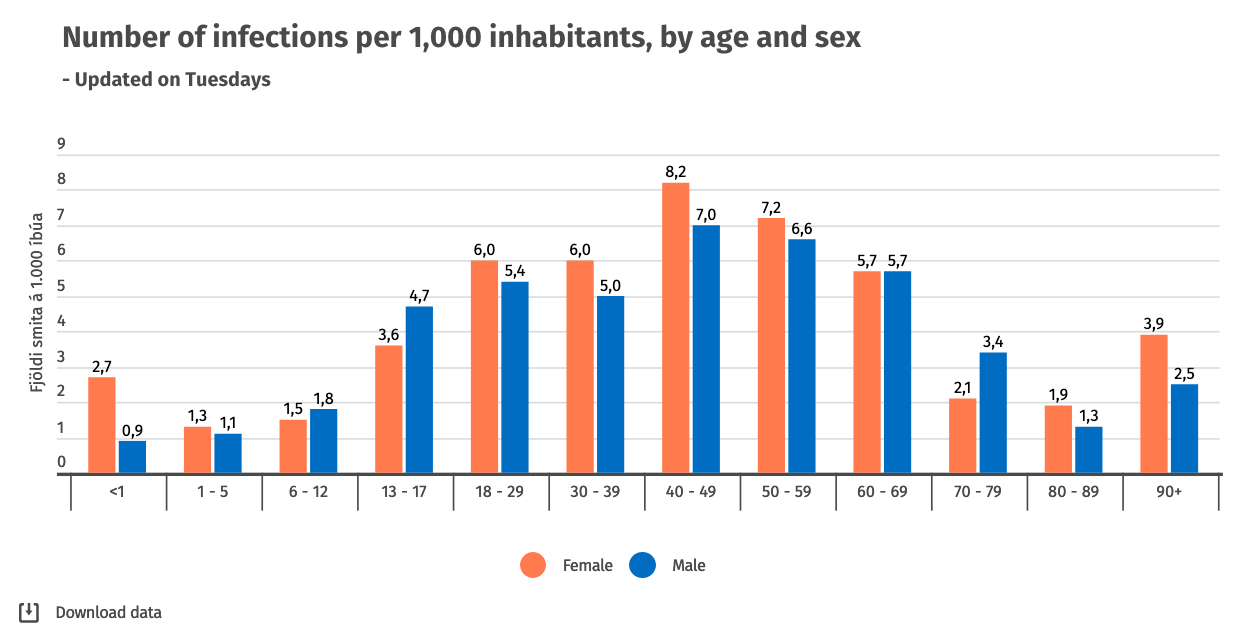 Number of infections per 1,000 inhabitants, by age and sex
- Updated on Tuesdays
Fjöldi smita á 1.000 íbúa
9
8
7
6
5
4
3
2
1
0
2,7 0,9 1,3 1,1 1,5 1,8 3,6 4,7 6,0 5,4 6,0 5,0 8,2 7,0 7,2 6,6 5,7 5,7 2,1 3,4 1,9 1,3 3,9 2,5
<1 1 - 5 6 - 12 13 - 17 18 - 29 30 - 39 40 - 49 50 - 59 60 - 69 70 - 79 80 - 89 90+
Female Male
Download data